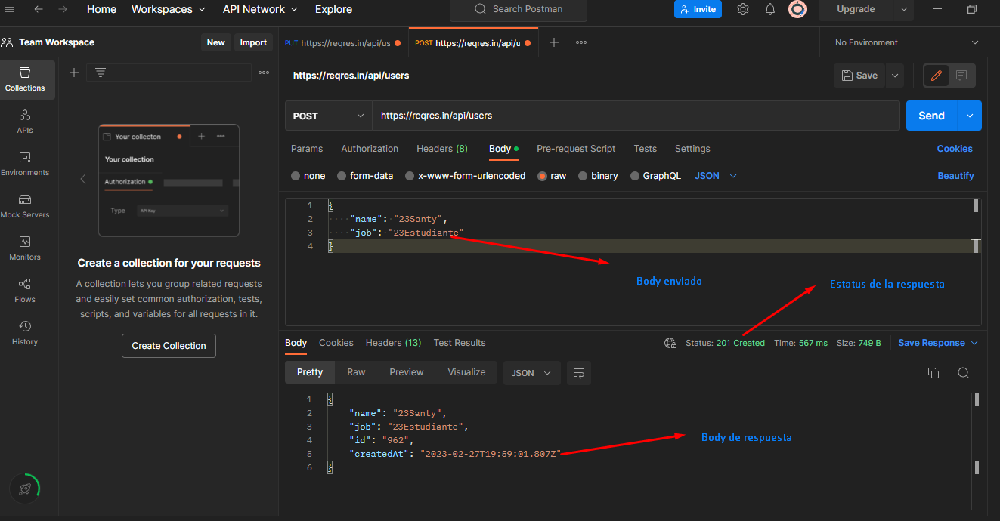 Home Workspaces API Network Explore Search Postman Invite Upgrade
Team Workspace New Import PUT https://reqres.in/api/us POST https://reqres.in/api/u No Environment
Collections
APIs
Environments
Mock Servers
Monitors
Flows
History
Your collecton
Your collection
Authorization
Type API Key
Create a collection for your requests
A collection lets you group related requests
and easily set common authorization, tests,
scripts, and variables for all requests in it.
Create Collection
https://reqres.in/api/users Save
POST https://reqres.in/api/users Send
Params Authorization Headers (8) Body Pre-request Script Tests Settings Cookies
none form-data x-www-form-urlencoded raw binary GraphQL JSON Beautify
1 {
2 "name": "23Santy",
3 "job": "23Estudiante"
4 }
Body enviado
Estatus de la respuesta
Body Cookies Headers (13) Test Results Status: 201 Created Time: 567 ms Size: 749 B Save Response
Pretty Raw Preview Visualize JSON
1 {
2 "name": "23Santy",
3 "job": "23Estudiante",
4 "id": "962",
5 "createdAt": "2023-02-27T19:59:01.807Z"
6 }
Body de respuesta